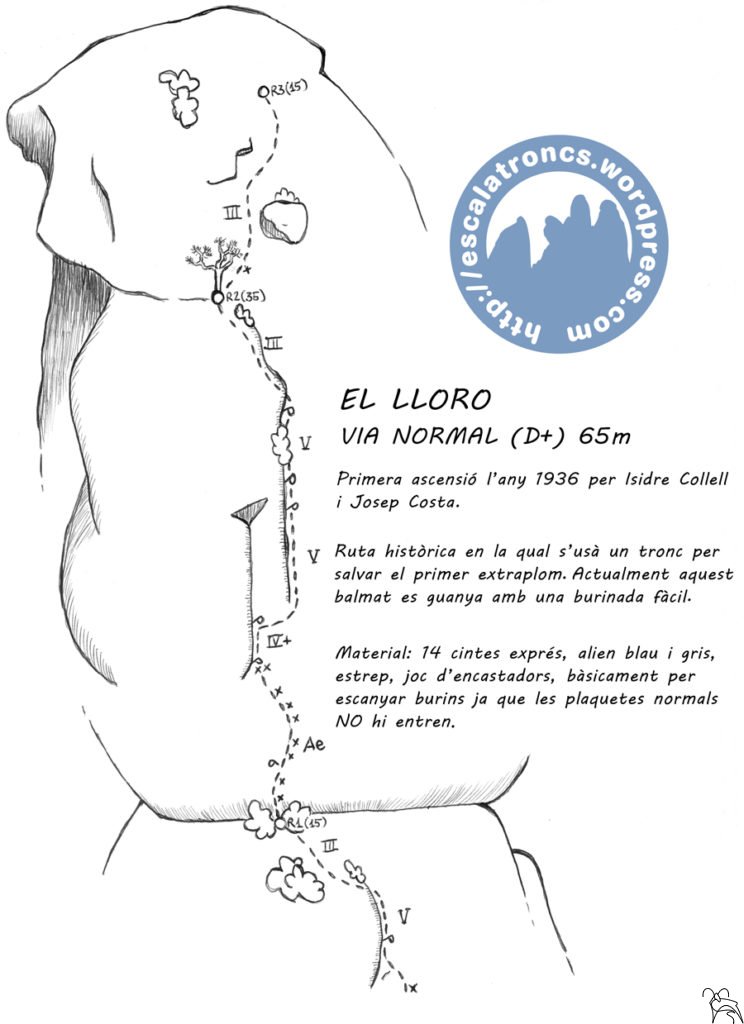 R3(15)
http://escalatroncs.wordpress.com
III
R2(35)
III
EL LLORO
VIA NORMAL (D+) 65m
V
Primera ascensió l'any 1936 per Isidre Collell
i Josep Costa.
V
Ruta històrica en la qual s'usà un tronc per
salvar el primer extraplom. Actualment aquest
balmat es guanya amb una burinada fàcil.
IV+
Material: 14 cintes exprés, alien blau i gris,
estrep, joc d'encastadors, bàsicament per
escanyar burins ja que les plaquetes normals
NO hi entren.
Ae
R1(15)
III
V
IX